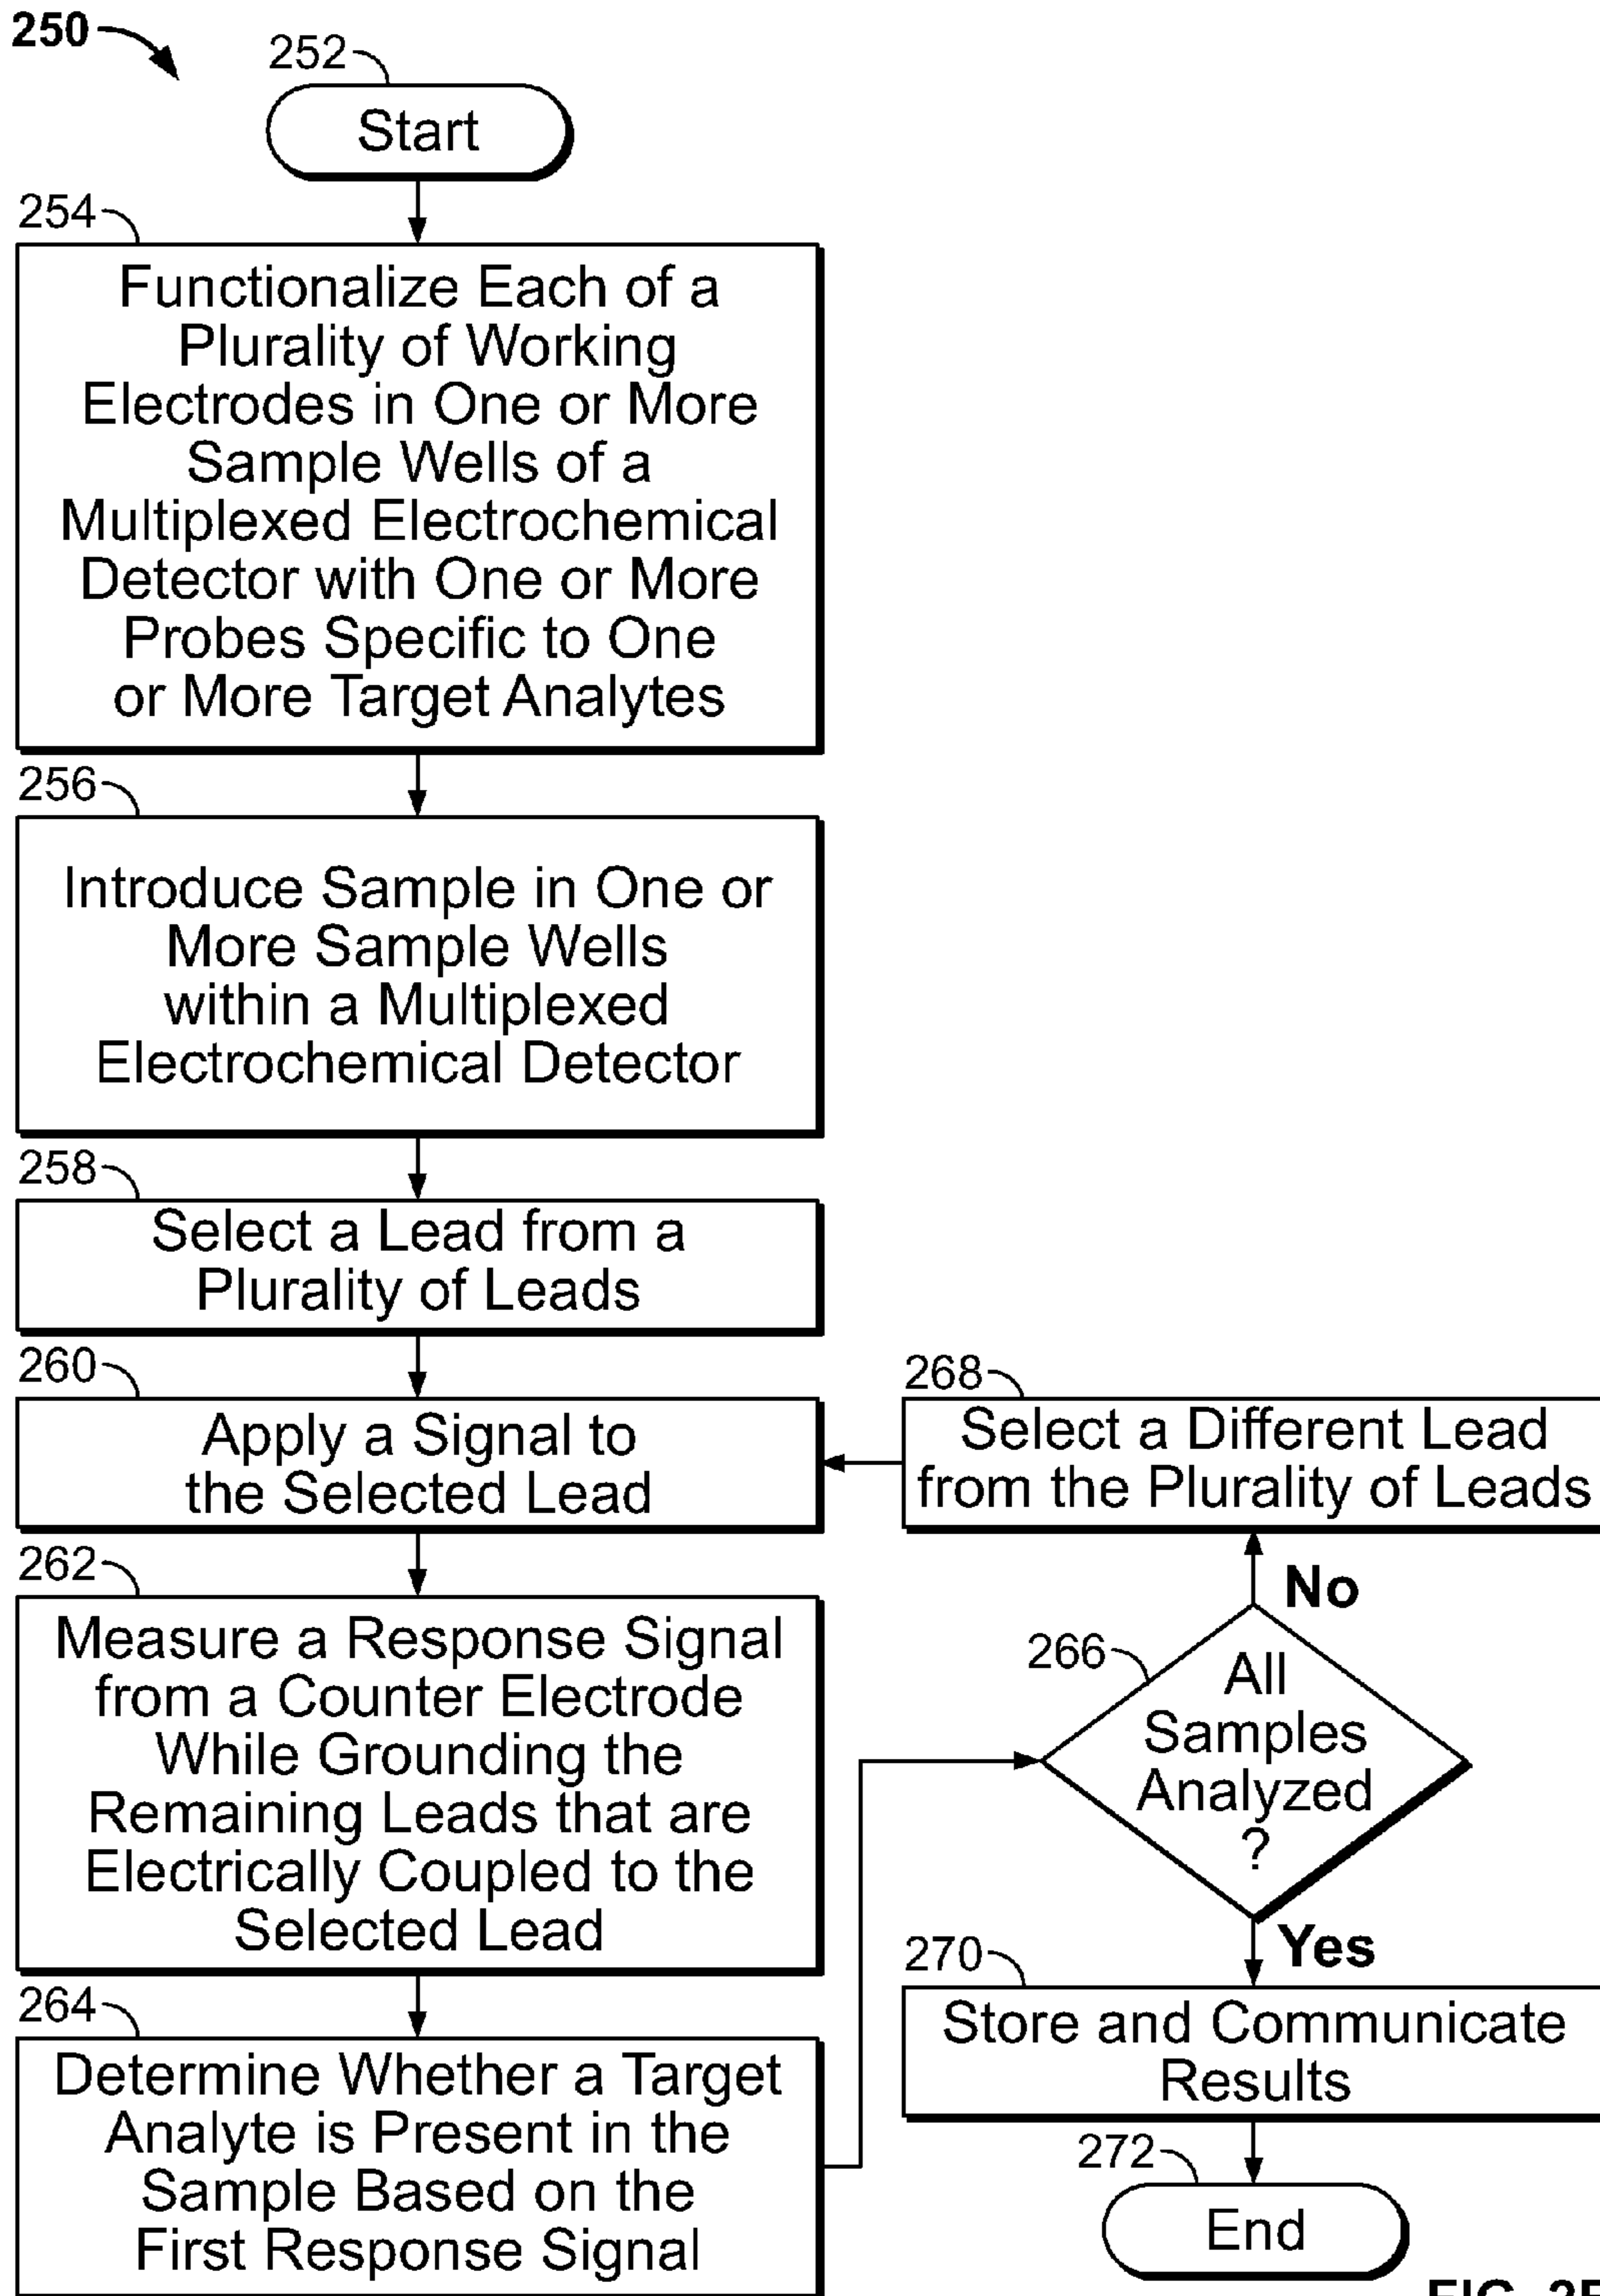 250
252
Start
254
Functionalize Each of a
Plurality of Working
Electrodes in One or More
Sample Wells of a
Multiplexed Electrochemical
Detector with One or More
Probes Specific to One
or More Target Analytes
256
Introduce Sample in One or
More Sample Wells
within a Multiplexed
Electrochemical Detector
258
Select a Lead from a
Plurality of Leads
260
Apply a Signal to
the Selected Lead
262
Measure a Response Signal
from a Counter Electrode
While Grounding the
Remaining Leads that are
Electrically Coupled to the
Selected Lead
264
Determine Whether a Target
Analyte is Present in the
Sample Based on the
First Response Signal
266
All
Samples
Analyzed
?
No
268
Select a Different Lead
from the Plurality of Leads
Yes
270
Store and Communicate
Results
272
End
FIG.